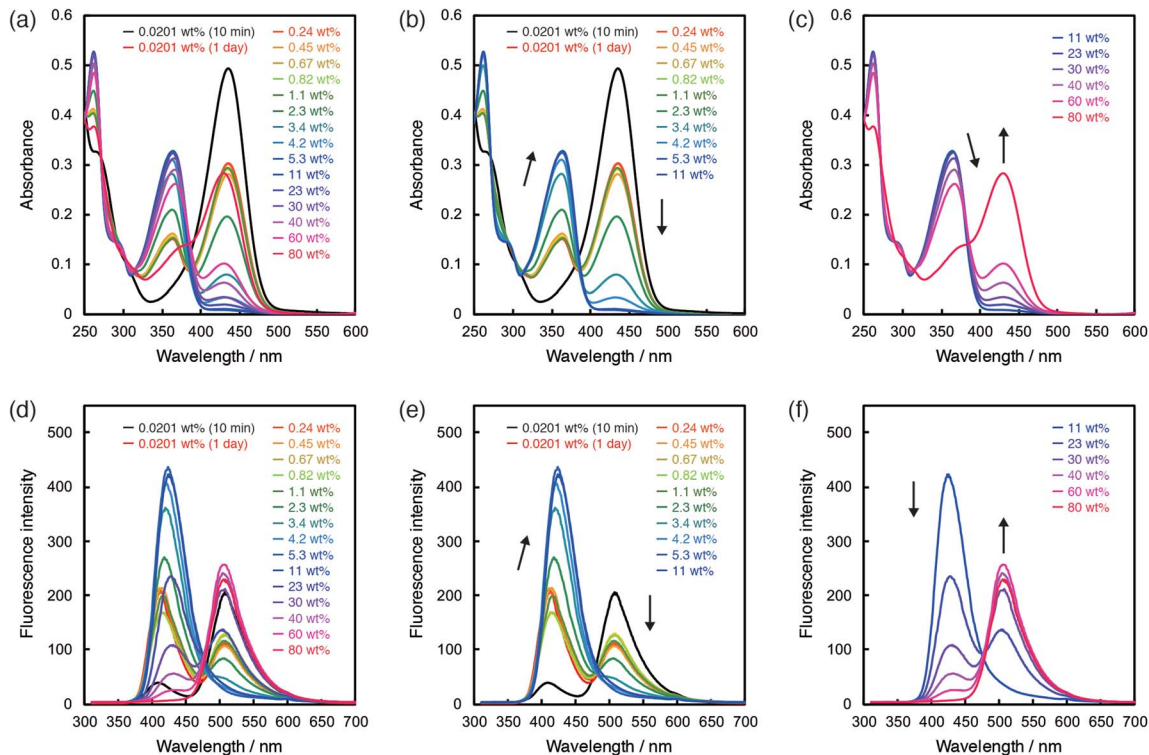 (a)
0.6
0.5
0.4
0.3
0.2
0.1
0
Absorbance
250 300 350 400 450 500 550 600
Wavelength / nm
0.0201 wt% (10 min)
0.0201 wt% (1 day)
0.24 wt%
0.45 wt%
0.67 wt%
0.82 wt%
1.1 wt%
2.3 wt%
3.4 wt%
4.2 wt%
5.3 wt%
11 wt%
23 wt%
30 wt%
40 wt%
60 wt%
80 wt%
(b)
0.6
0.5
0.4
0.3
0.2
0.1
0
Absorbance
250 300 350 400 450 500 550 600
Wavelength / nm
0.0201 wt% (10 min)
0.0201 wt% (1 day)
0.24 wt%
0.45 wt%
0.67 wt%
0.82 wt%
1.1 wt%
2.3 wt%
3.4 wt%
4.2 wt%
5.3 wt%
11 wt%
(c)
0.6
0.5
0.4
0.3
0.2
0.1
0
Absorbance
250 300 350 400 450 500 550 600
Wavelength / nm
11 wt%
23 wt%
30 wt%
40 wt%
60 wt%
80 wt%
(d)
500
400
300
200
100
0
Fluorescence intensity
300 350 400 450 500 550 600 650 700
Wavelength / nm
0.0201 wt% (10 min)
0.0201 wt% (1 day)
0.24 wt%
0.45 wt%
0.67 wt%
0.82 wt%
1.1 wt%
2.3 wt%
3.4 wt%
4.2 wt%
5.3 wt%
11 wt%
23 wt%
30 wt%
40 wt%
60 wt%
80 wt%
(e)
500
400
300
200
100
0
Fluorescence intensity
300 350 400 450 500 550 600 650 700
Wavelength / nm
0.0201 wt% (10 min)
0.0201 wt% (1 day)
0.24 wt%
0.45 wt%
0.67 wt%
0.82 wt%
1.1 wt%
2.3 wt%
3.4 wt%
4.2 wt%
5.3 wt%
11 wt%
(f)
500
400
300
200
100
0
Fluorescence intensity
300 350 400 450 500 550 600 650 700
Wavelength / nm
11 wt%
23 wt%
30 wt%
40 wt%
60 wt%
80 wt%